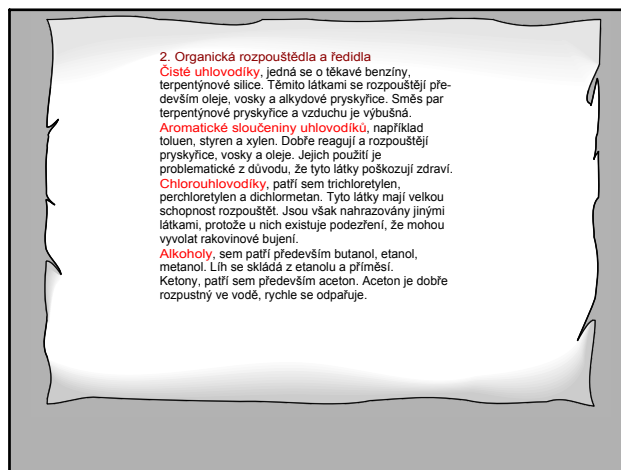 2. Organická rozpouštědla a ředidla
Čisté uhlovodíky, jedná se o těkavé benzíny,
terpentýnové silice. Těmito látkami se rozpouštějí pře-
devším oleje, vosky a alkydové pryskyřice. Směs par
terpentýnové pryskyřice a vzduchu je výbušná.
Aromatické sloučeniny uhlovodíků, například
toluen, styren a xylen. Dobře reagují a rozpouštějí
pryskyřice, vosky a oleje. Jejich použití je
problematické z důvodu, že tyto látky poškozují zdraví.
Chlorouhlovodíky, patří sem trichloretylen,
perchloretylen a dichlormetan. Tyto látky mají velkou
schopnost rozpouštět. Jsou však nahrazovány jinými
látkami, protože u nich existuje podezření, že mohou
vyvolat rakovinové bujení.
Alkoholy, sem patří především butanol, etanol,
metanol. Líh se skládá z etanolu a příměsí.
Ketony, patří sem především aceton. Aceton je dobře
rozpustný ve vodě, rychle se odpařuje.